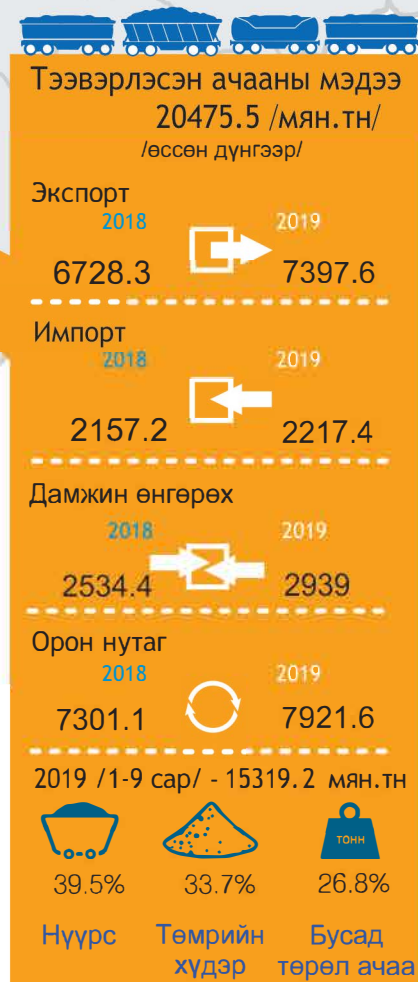 Тээвэрлэсэн ачааны мэдээ
20475.5 /мян.тн/
/өссөн дүнгээр/
Экспорт
2018 2019
6728.3 7397.6
Импорт
2018 2019
2157.2 2217.4
Дамжин өнгөрөх
2018 2019
2534.4 2939
Орон нутаг
2018 2019
7301.1 7921.6
2019 /1-9 сар/ - 15319.2 мян.тн
ТОНН
39.5% 33.7% 26.8%
Нүүрс Төмрийн Бусад
хүдэр төрөл ачаа